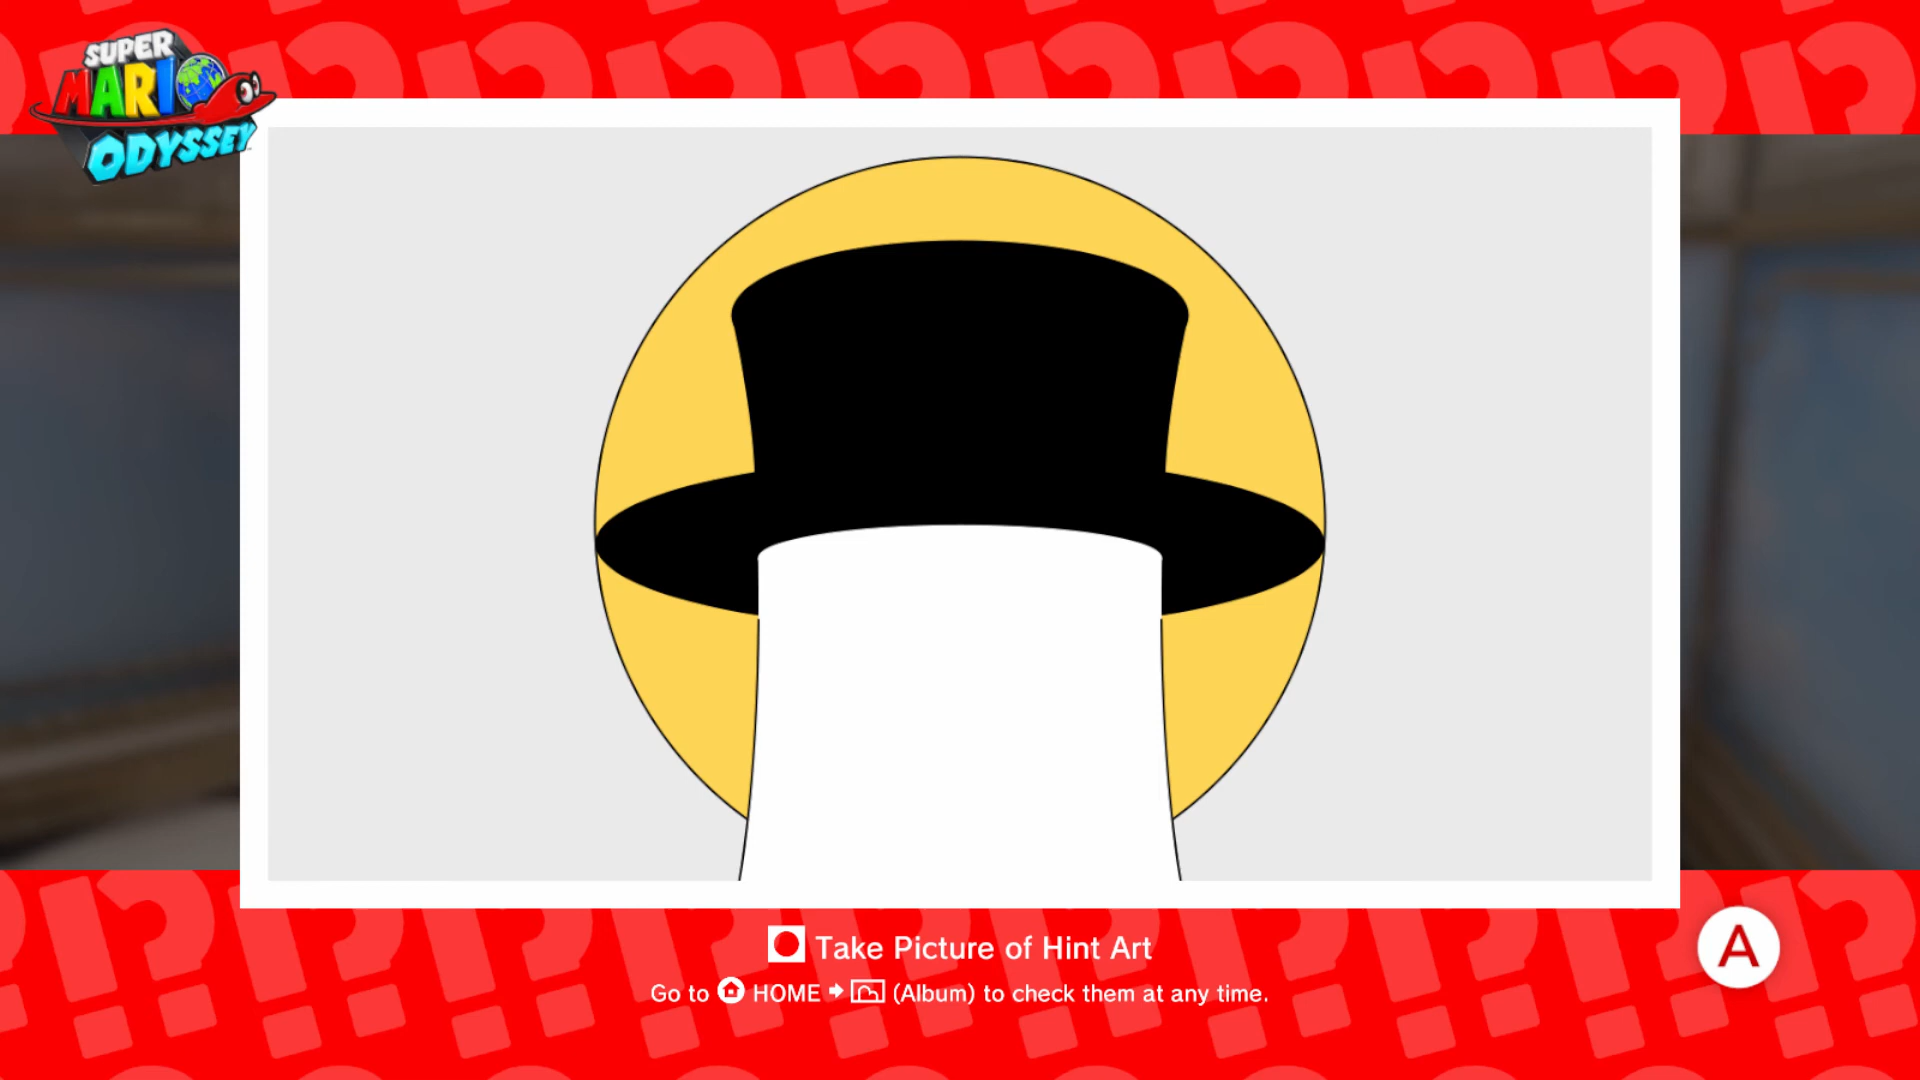 SUPER
MARIO
ODYSSEY
Take Picture of Hint Art
Go to HOME (Album) to check them at any time.
A